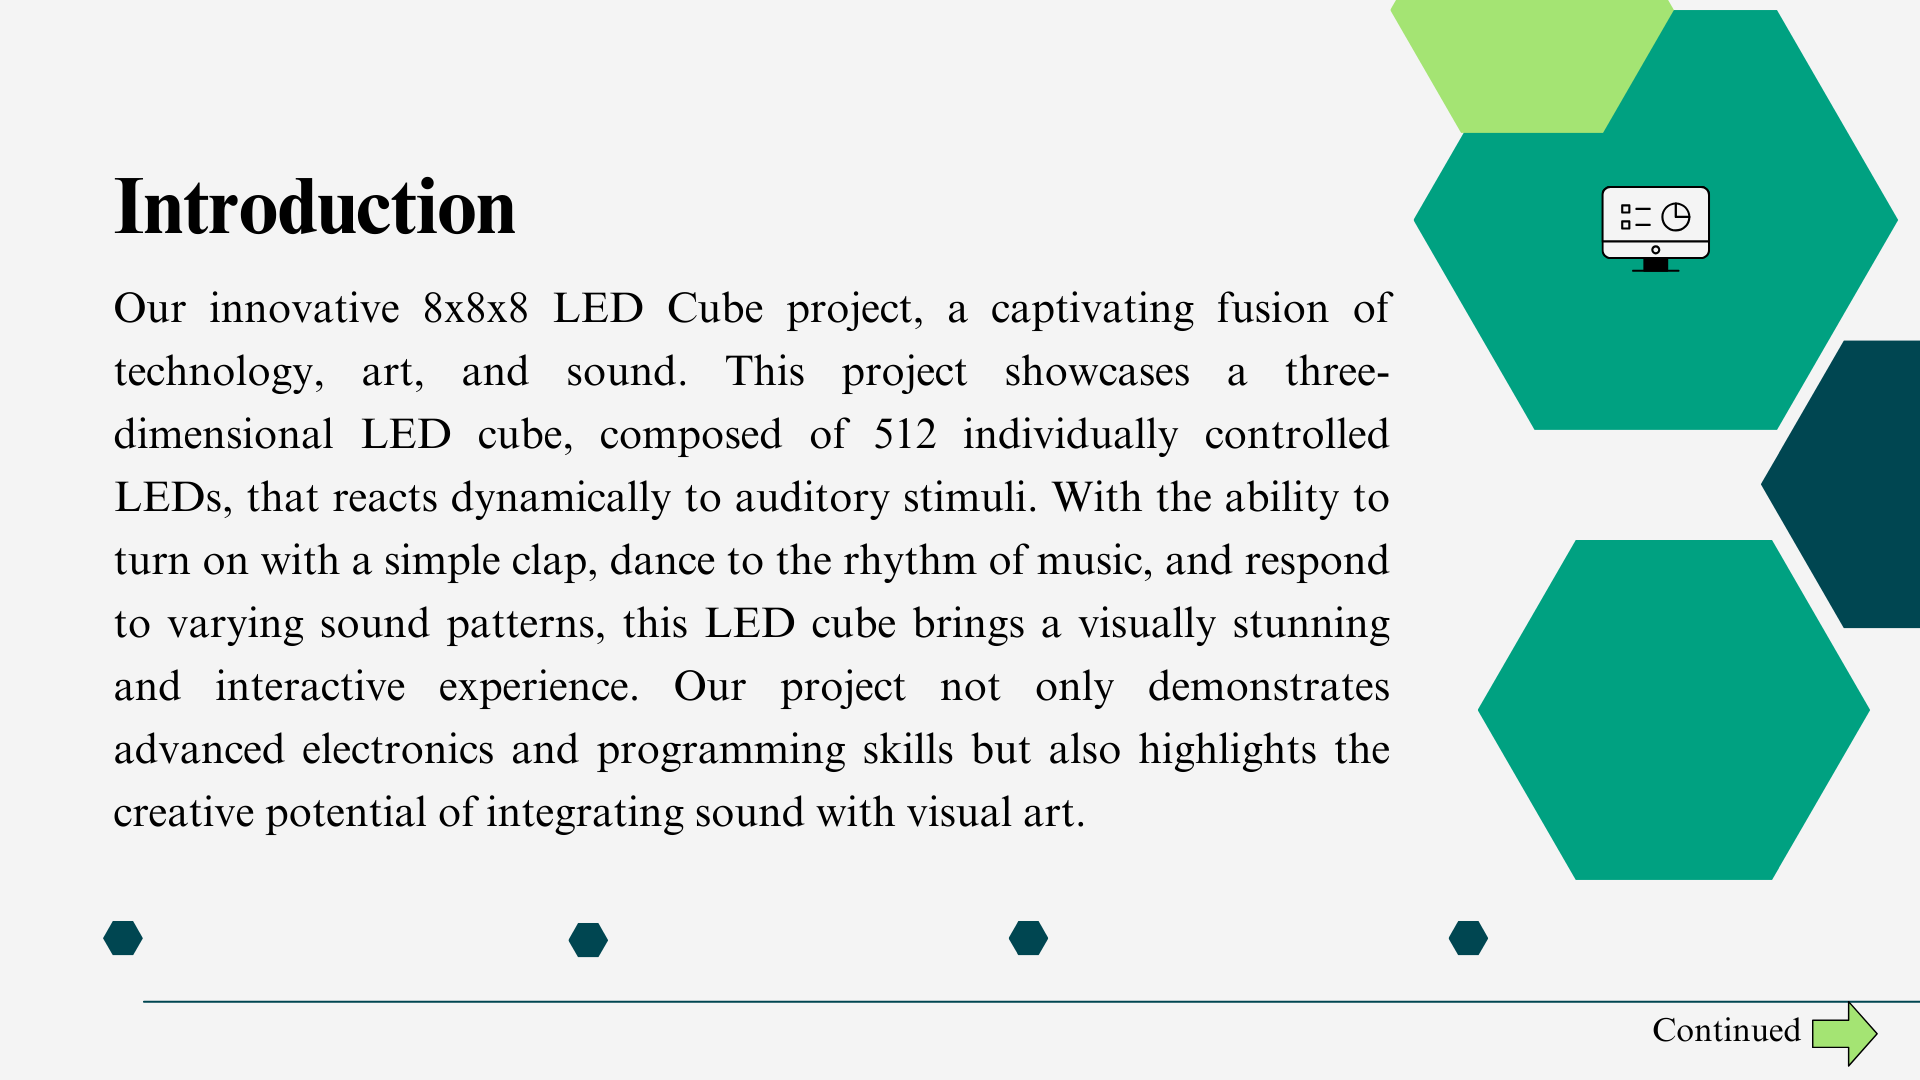 Introduction
Our innovative 8x8x8 LED Cube project, a captivating fusion of
technology, art, and sound. This project showcases a three-
dimensional LED cube, composed of 512 individually controlled
LEDs, that reacts dynamically to auditory stimuli. With the ability to
turn on with a simple clap, dance to the rhythm of music, and respond
to varying sound patterns, this LED cube brings a visually stunning
and interactive experience. Our project not only demonstrates
advanced electronics and programming skills but also highlights the
creative potential of integrating sound with visual art.
Continued